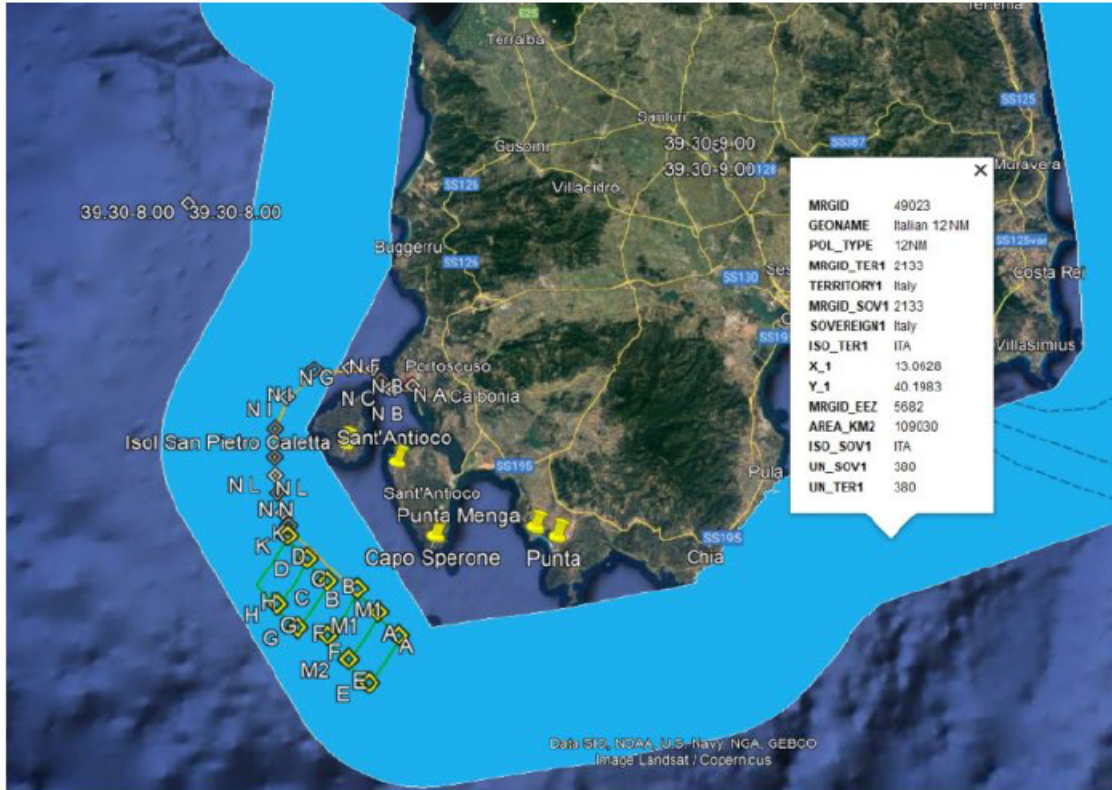 E25
Tertenia
Terralba
SS125
Sanluri
39.30-9.00
Guspini
SS387
39.30-9.00
SS126
Villacidro
Muravera
39.30-8.00
39.30-8.00
SS125var
Buggerru
SS126
SS130
Costa Rei
Villasimius
MRGID 49023
GEONAME Italian 12 NM
POL_TYPE 12NM
MRGID_TER1 2133
TERRITORY1 Italy
MRGID_SOV1 2133
SOVEREIGN1 Italy
ISO_TER1 ITA
X_1 13.0628
Y_1 40.1983
MRGID_EEZ 5682
AREA_KM2 109030
ISO_SOV1 ITA
UN_SOV1 380
UN_TER1 380
N F
Portoscuso
N G
N B
N A
Carbonia
N C
N B
N I
N I
Isol San Pietro Caletta
Sant'Antioco
SS195
Pula
N L
N L
Sant'Antioco
N
N
Punta Menga
K
K
Capo Sperone
Punta
Chia
SS195
D
D
C
C
B
B
H
H
M1
M1
G
G
A
A
F
F
M2
E
E
Data SIO, NOAA, U.S. Navy, NGA, GEBCO
Image Landsat / Copernicus